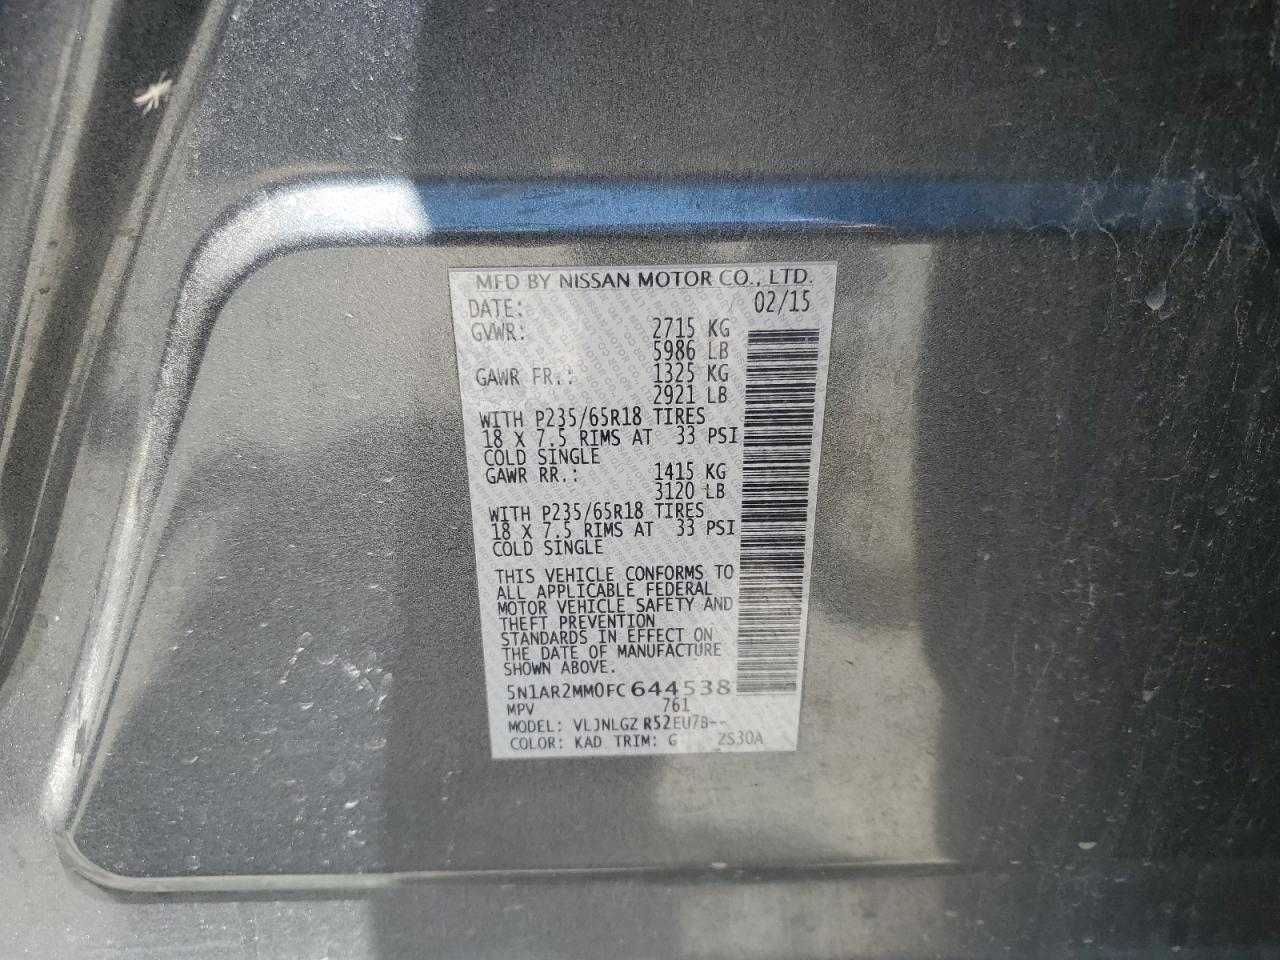 MFD BY NISSAN MOTOR CO., LTD.
DATE: 02/15
GVWR: 2715 KG
5986 LB
GAWR FR.: 1325 KG
2921 LB
WITH P235/65R18 TIRES
18 X 7.5 RIMS AT 33 PSI
COLD SINGLE
GAWR RR.: 1415 KG
3120 LB
WITH P235/65R18 TIRES
18 X 7.5 RIMS AT 33 PSI
COLD SINGLE
THIS VEHICLE CONFORMS TO
ALL APPLICABLE FEDERAL
MOTOR VEHICLE SAFETY AND
THEFT PREVENTION
STANDARDS IN EFFECT ON
THE DATE OF MANUFACTURE
SHOWN ABOVE.
5N1AR2MM0FC644538
MPV 761
MODEL: VLJNLGZ R52EU7B--
COLOR: KAD TRIM: G ZS30A